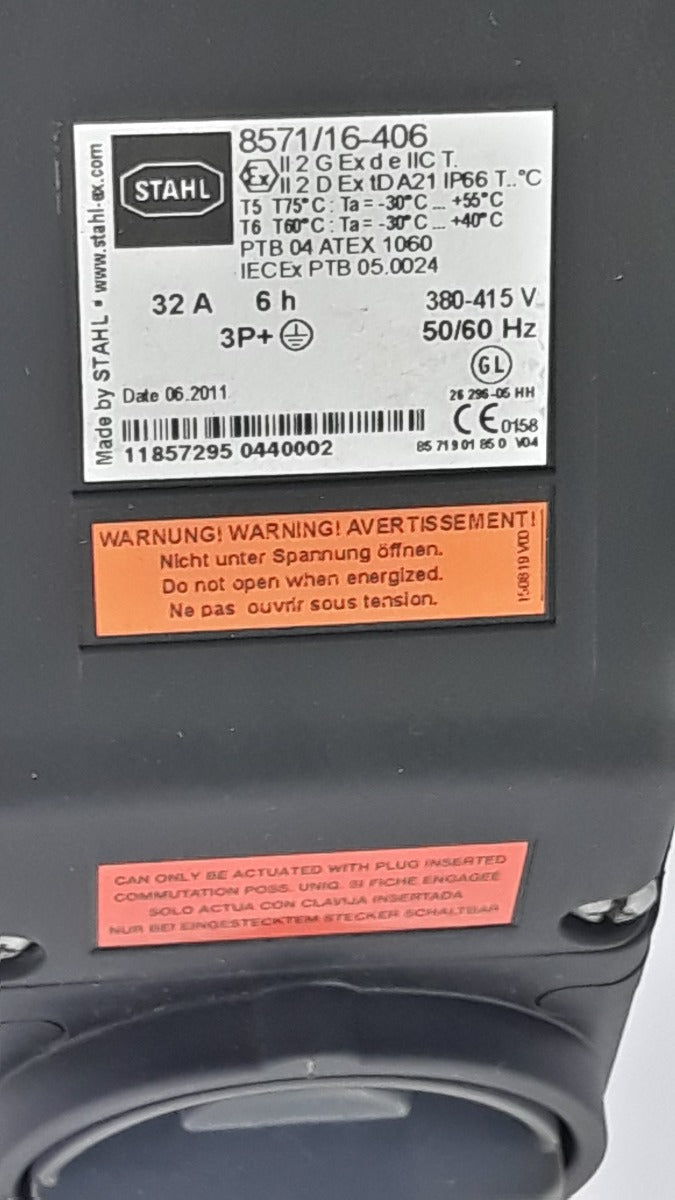 Made by STAHL • www.stahl-ex.com
STAHL
8571/16-406
Ex II 2 G Ex d e IIC T.
II 2 D Ex tD A21 IP66 T..°C
T5 T75°C : Ta = -30°C ... +55°C
T6 T60°C : Ta = -30°C ... +40°C
PTB 04 ATEX 1060
IECEx PTB 05.0024
32 A 6 h 380-415 V
3P+ 50/60 Hz
GL
Date 06.2011 26 296-05 HH
CE 0158
11857295 0440002 85 71 9 01 85 0 V04
WARNUNG! WARNING! AVERTISSEMENT!
Nicht unter Spannung öffnen.
Do not open when energized.
Ne pas ouvrir sous tension.
150819 V00
CAN ONLY BE ACTUATED WITH PLUG INSERTED
COMMUTATION POSS. UNIQ. SI FICHE ENGAGÉE
SOLO ACTUA CON CLAVIJA INSERTADA
NUR BEI EINGESTECKTEM STECKER SCHALTBAR